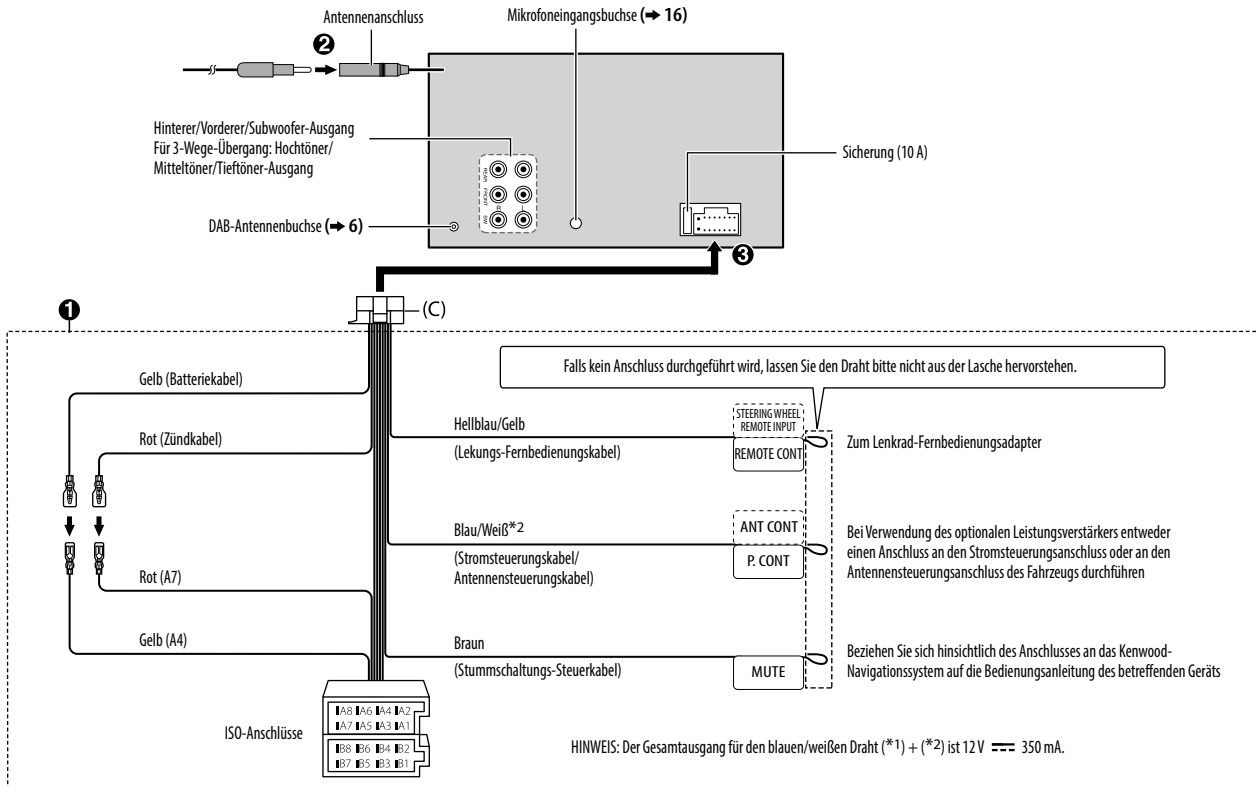 Antennenanschluss
Mikrofoneingangsbuchse (➡ 16)
❷
Hinterer/Vorderer/Subwoofer-Ausgang
Für 3-Wege-Übergang: Hochtöner/
Mitteltöner/Tieftöner-Ausgang
REAR
FRONT
SW
R
L
Sicherung (10 A)
DAB-Antennenbuchse (➡ 6)
❸
❶
(C)
Falls kein Anschluss durchgeführt wird, lassen Sie den Draht bitte nicht aus der Lasche hervorstehen.
Gelb (Batteriekabel)
Rot (Zündkabel)
Hellblau/Gelb
(Lekungs-Fernbedienungskabel)
STEERING WHEEL
REMOTE INPUT
REMOTE CONT
Zum Lenkrad-Fernbedienungsadapter
Blau/Weiß*2
(Stromsteuerungskabel/
Antennensteuerungskabel)
ANT CONT
P. CONT
Bei Verwendung des optionalen Leistungsverstärkers entweder
einen Anschluss an den Stromsteuerungsanschluss oder an den
Antennensteuerungsanschluss des Fahrzeugs durchführen
Rot (A7)
Gelb (A4)
Braun
(Stummschaltungs-Steuerkabel)
MUTE
Beziehen Sie sich hinsichtlich des Anschlusses an das Kenwood-
Navigationssystem auf die Bedienungsanleitung des betreffenden Geräts
ISO-Anschlüsse
A8 A6 A4 A2
A7 A5 A3 A1
B8 B6 B4 B2
B7 B5 B3 B1
HINWEIS: Der Gesamtausgang für den blauen/weißen Draht (*1) + (*2) ist 12 V ⎓ 350 mA.